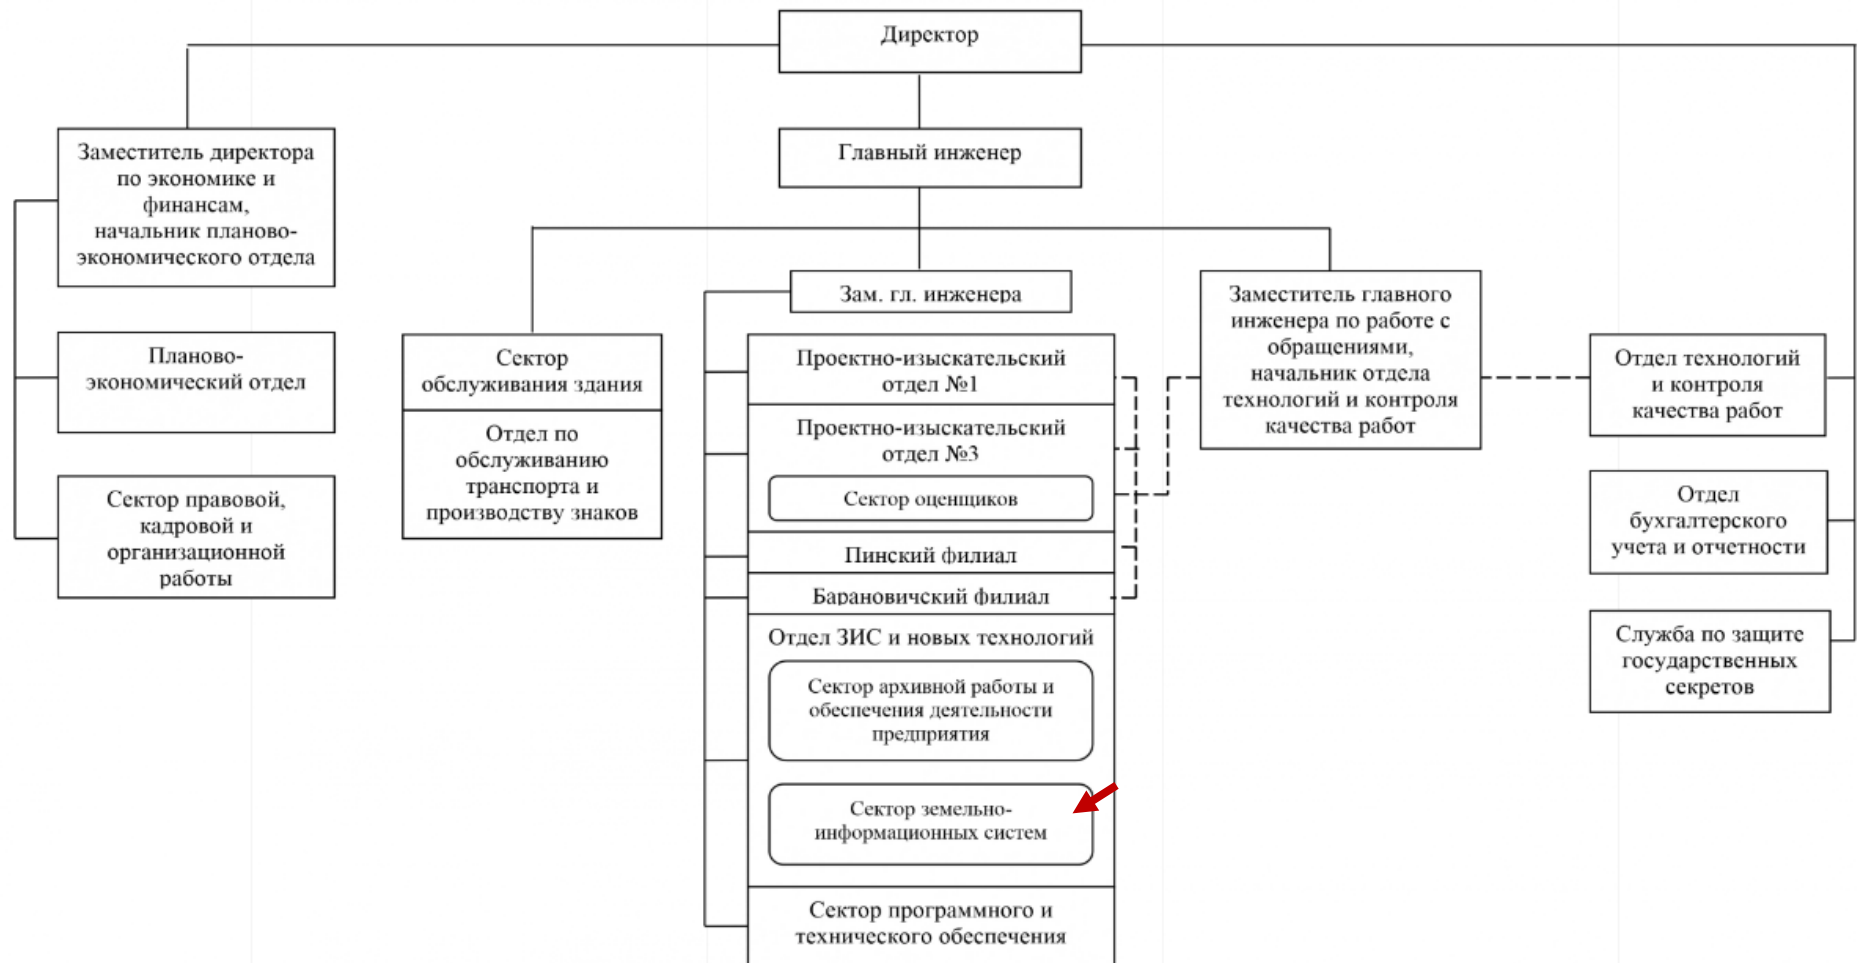 Директор
Заместитель директора
по экономике и
финансам,
начальник планово-
экономического отдела
Главный инженер
Зам. гл. инженера
Заместитель главного
инженера по работе с
обращениями,
начальник отдела
технологий и контроля
качества работ
Планово-
экономический отдел
Сектор правовой,
кадровой и
организационной
работы
Сектор
обслуживания здания
Отдел по
обслуживанию
транспорта и
производству знаков
Проектно-изыскательский
отдел №1
Проектно-изыскательский
отдел №3
Сектор оценщиков
Пинский филиал
Барановичский филиал
Отдел ЗИС и новых технологий
Сектор архивной работы и
обеспечения деятельности
предприятия
Сектор земельно-
информационных систем
Сектор программного и
технического обеспечения
Отдел технологий
и контроля
качества работ
Отдел
бухгалтерского
учета и отчетности
Служба по защите
государственных
секретов